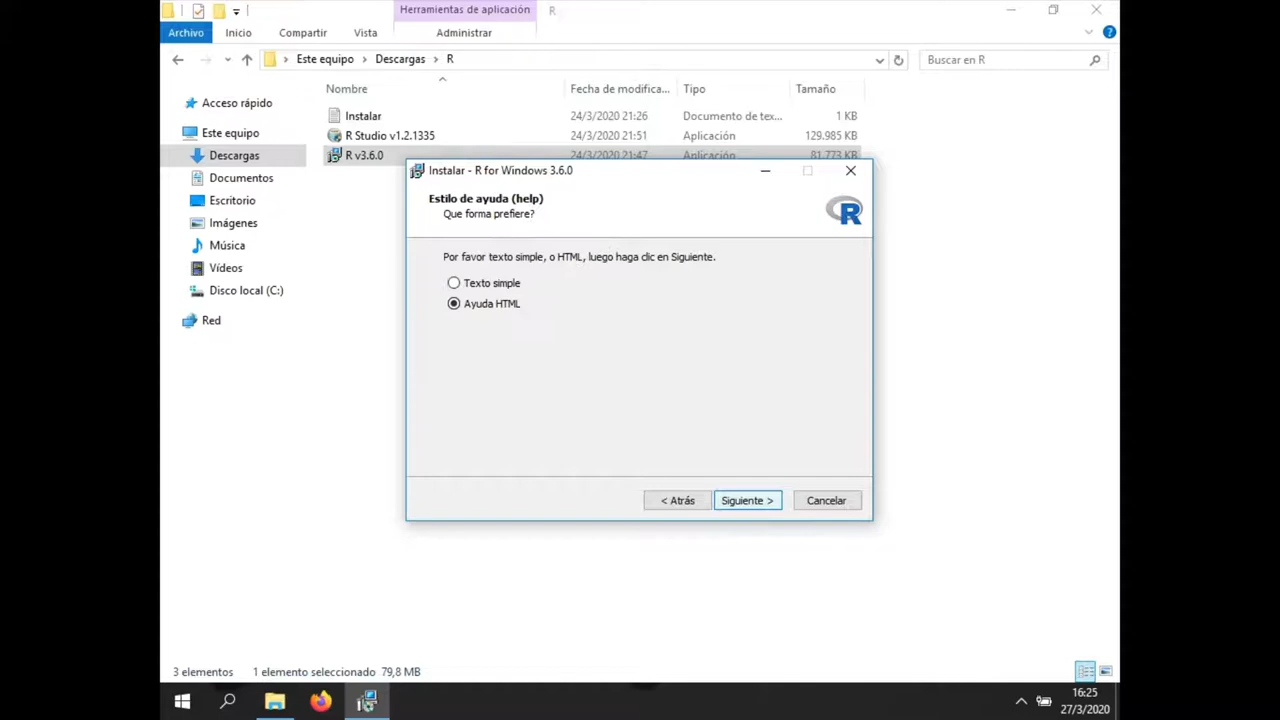 Herramientas de aplicación
R
Archivo
Inicio
Compartir
Vista
Administrar
Este equipo
Descargas
R
Buscar en R
Nombre
Fecha de modifica...
Tipo
Tamaño
Acceso rápido
Este equipo
Descargas
Documentos
Escritorio
Imágenes
Música
Vídeos
Disco local (C:)
Red
Instalar 24/3/2020 21:26 Documento de tex... 1 KB
R Studio v1.2.1335 24/3/2020 21:51 Aplicación 129.985 KB
R v3.6.0 24/3/2020 21:47 Aplicación 81.773 KB
Instalar - R for Windows 3.6.0
Estilo de ayuda (help)
Que forma prefiere?
R
Por favor texto simple, o HTML, luego haga clic en Siguiente.
Texto simple
Ayuda HTML
< Atrás
Siguiente >
Cancelar
3 elementos
1 elemento seleccionado 79,8 MB
16:25
27/3/2020